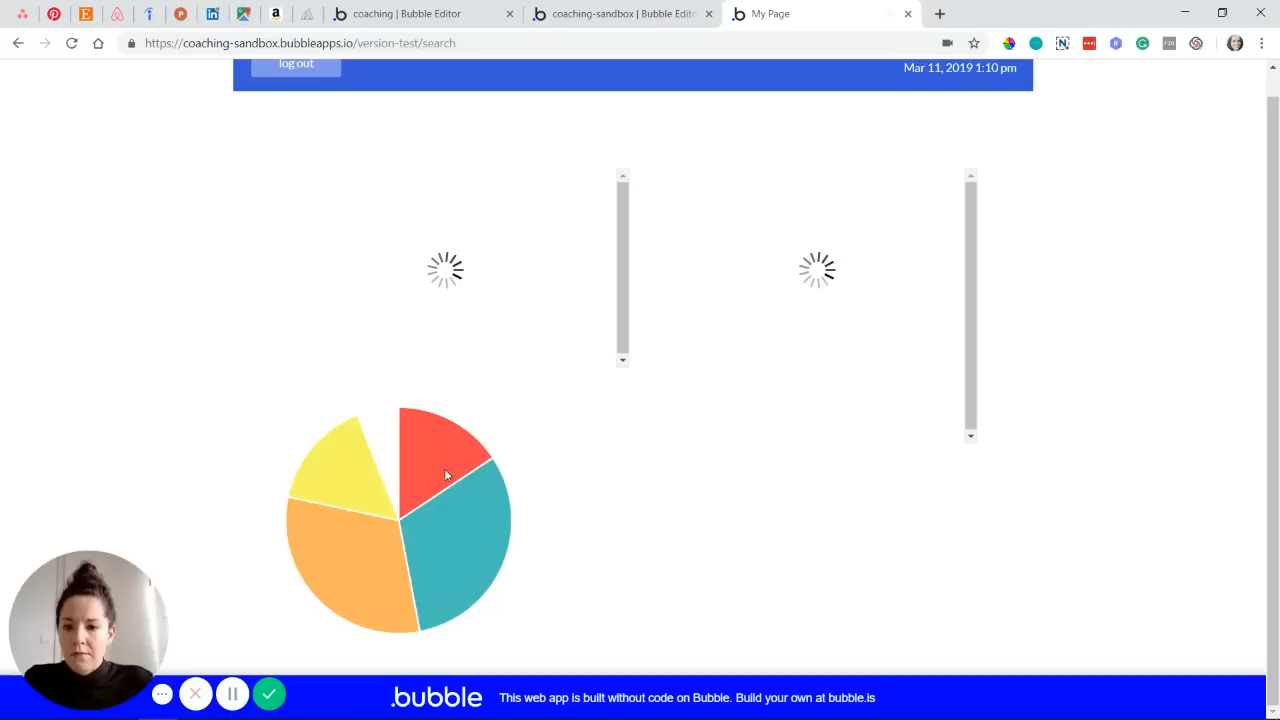 coaching | Bubble Editor
coaching-sandbox | Bubble Edito
My Page
https://coaching-sandbox.bubbleapps.io/version-test/search
log out
Mar 11, 2019 1:10 pm
.bubble
This web app is built without code on Bubble. Build your own at bubble.is